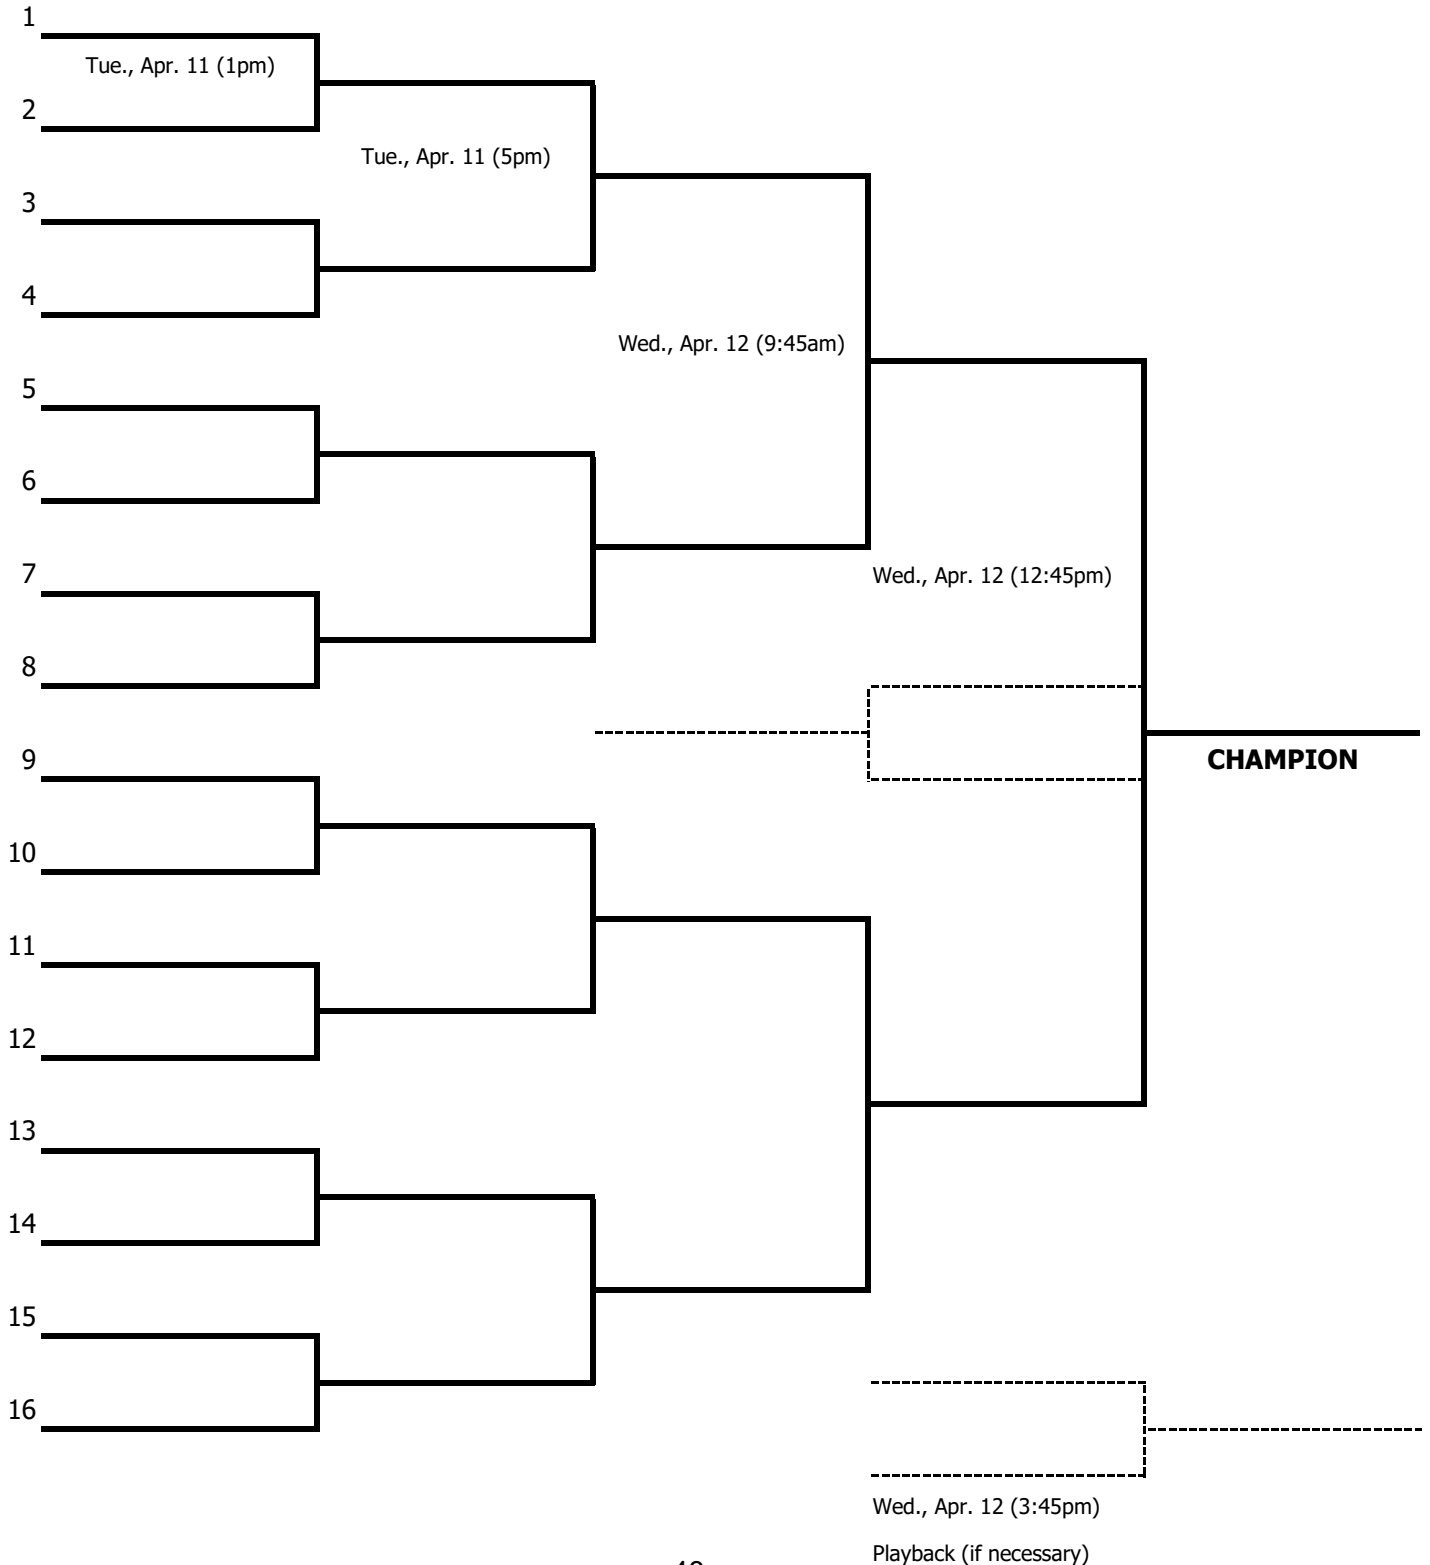 1
Tue., Apr. 11 (1pm)
2
Tue., Apr. 11 (5pm)
3
4
Wed., Apr. 12 (9:45am)
5
6
7
Wed., Apr. 12 (12:45pm)
8
9
CHAMPION
10
11
12
13
14
15
16
Wed., Apr. 12 (3:45pm)
Playback (if necessary)